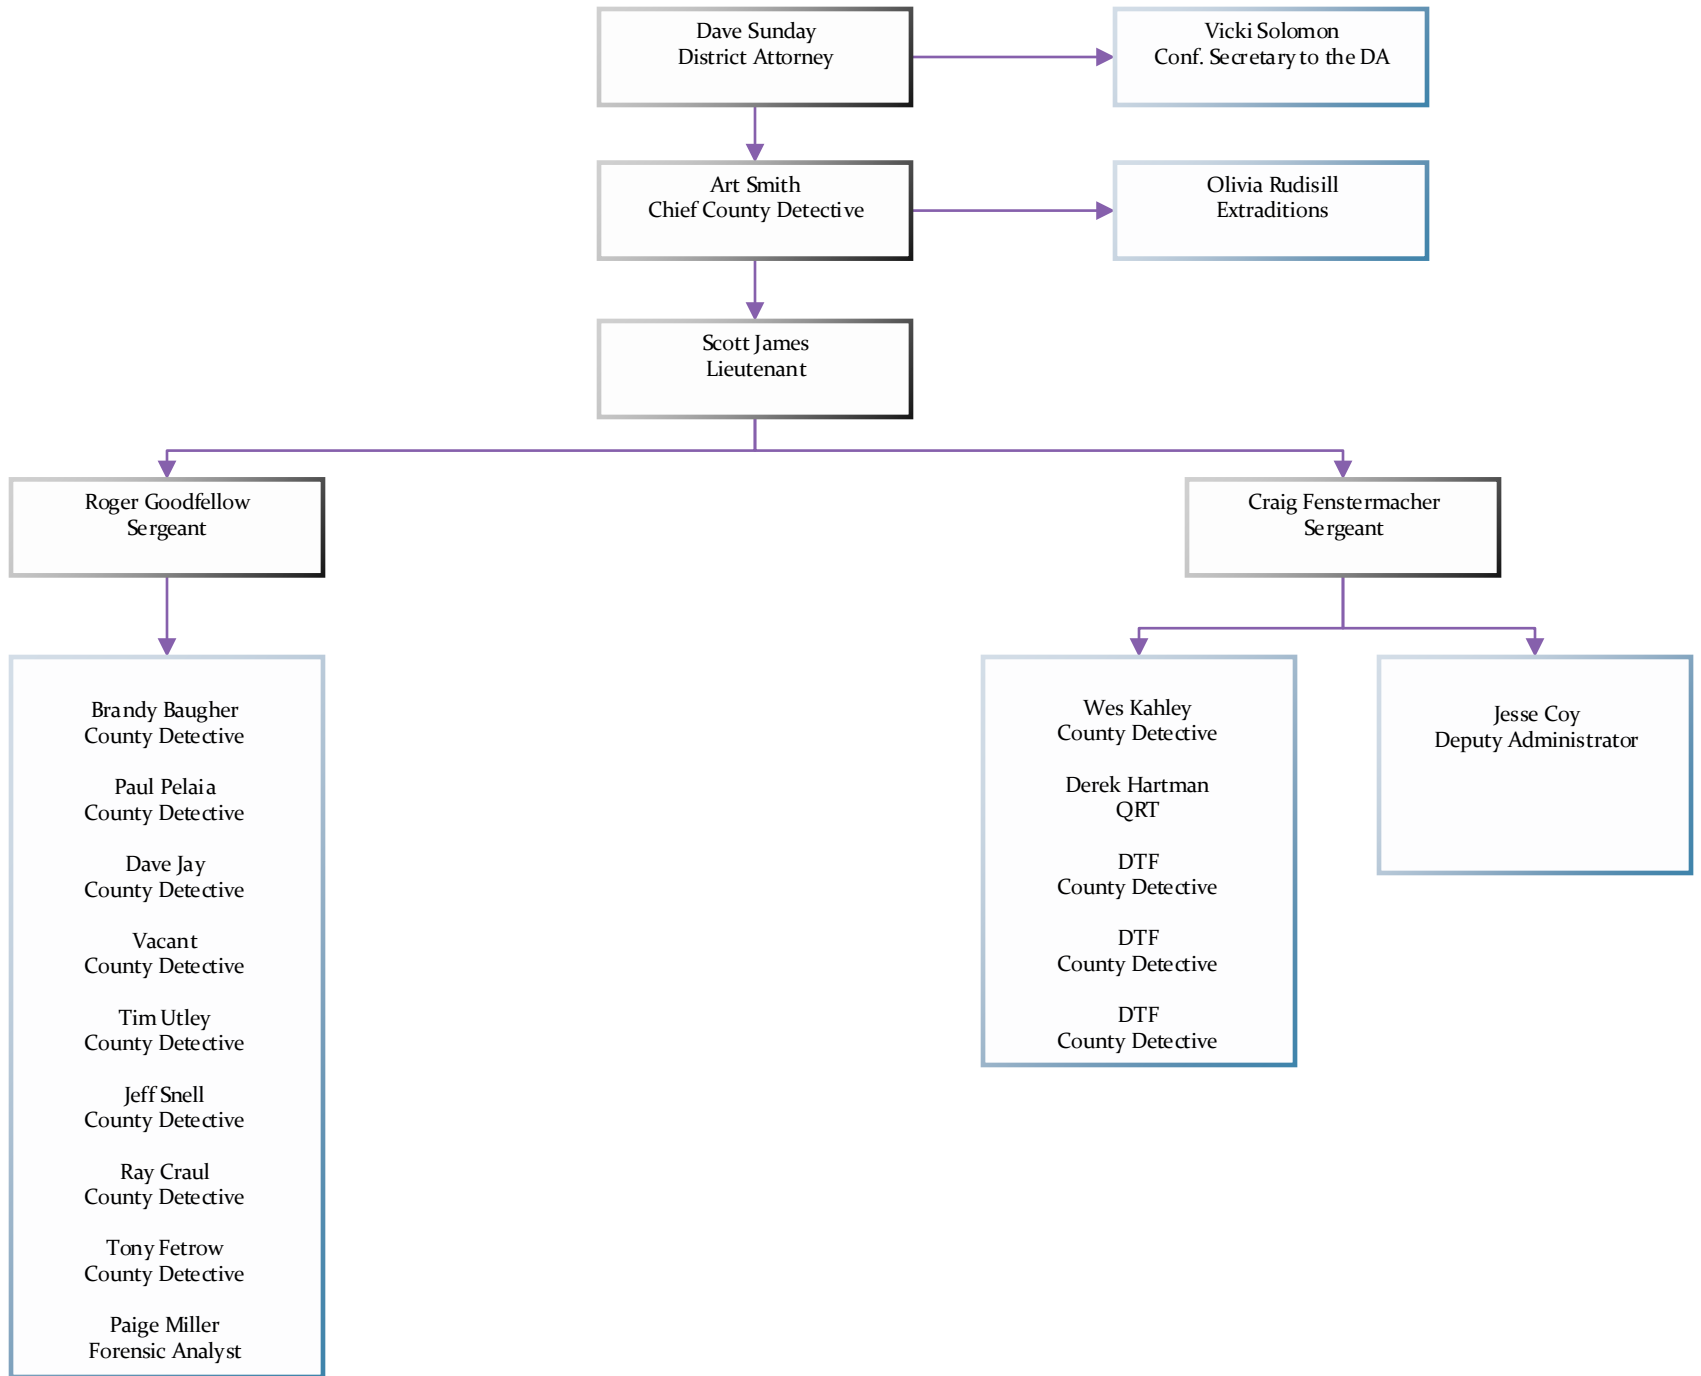 Dave Sunday
District Attorney
Vicki Solomon
Conf. Secretary to the DA
Art Smith
Chief County Detective
Olivia Rudisill
Extraditions
Scott James
Lieutenant
Roger Goodfellow
Sergeant
Craig Fenstermacher
Sergeant
Brandy Baugher
County Detective
Paul Pelaia
County Detective
Dave Jay
County Detective
Vacant
County Detective
Tim Utley
County Detective
Jeff Snell
County Detective
Ray Craul
County Detective
Tony Fetrow
County Detective
Paige Miller
Forensic Analyst
Wes Kahley
County Detective
Derek Hartman
QRT
DTF
County Detective
DTF
County Detective
DTF
County Detective
Jesse Coy
Deputy Administrator